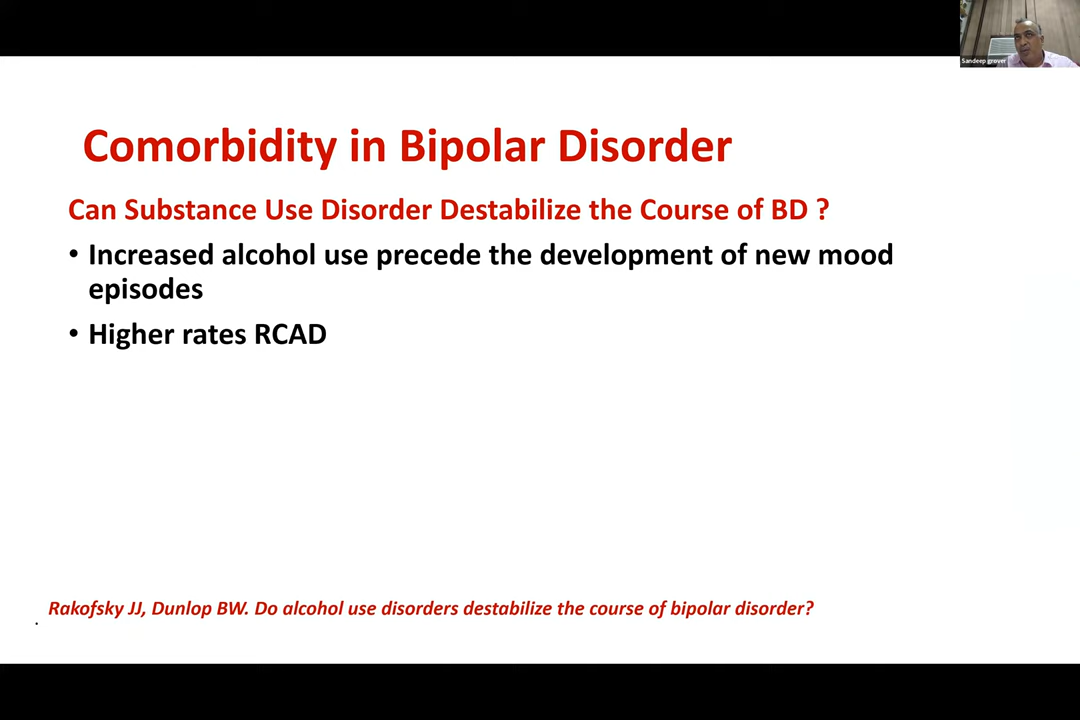 Sandeep grover
Comorbidity in Bipolar Disorder
Can Substance Use Disorder Destabilize the Course of BD ?
• Increased alcohol use precede the development of new mood
episodes
• Higher rates RCAD
Rakofsky JJ, Dunlop BW. Do alcohol use disorders destabilize the course of bipolar disorder?
.